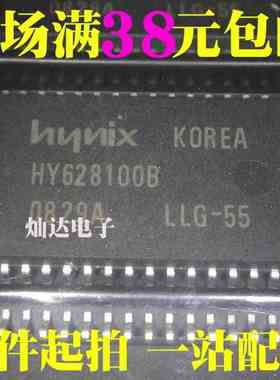 场满38元包
hynix KOREA
HY628100B
0829A LLG-55
灿达电子
件起拍 一站配